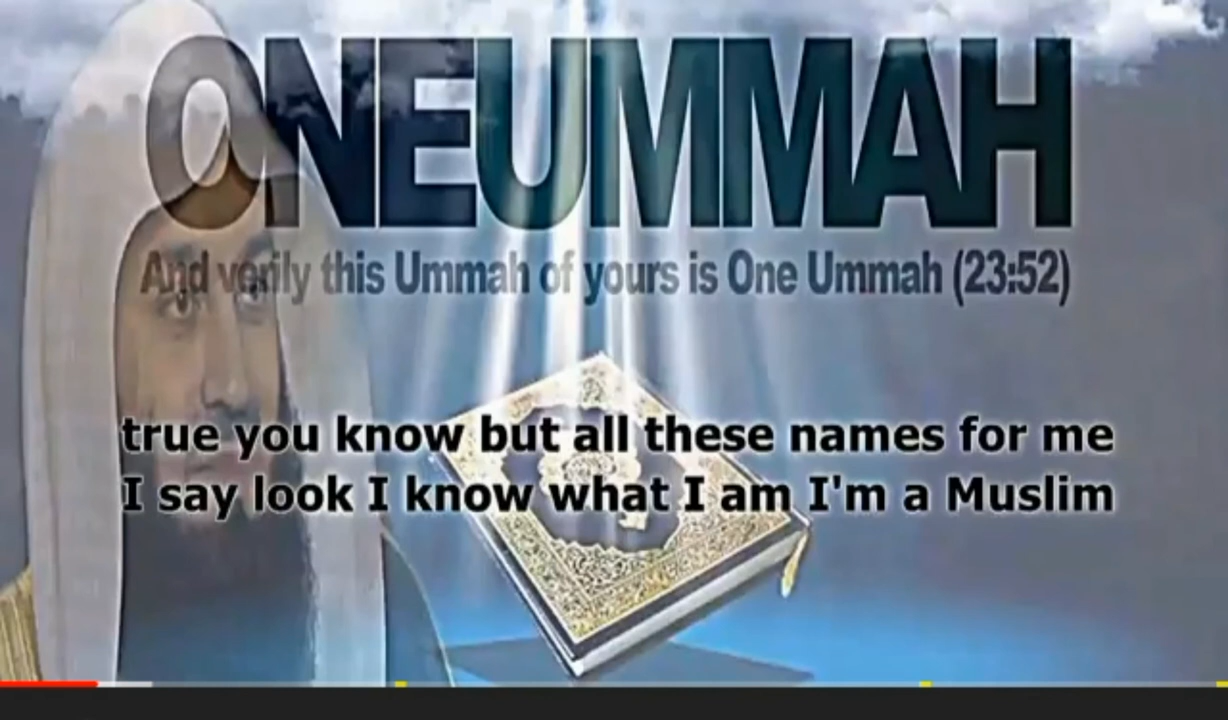 ONEUMMAH
And verily this Ummah of yours is One Ummah (23:52)
true you know but all these names for me
I say look I know what I am I'm a Muslim